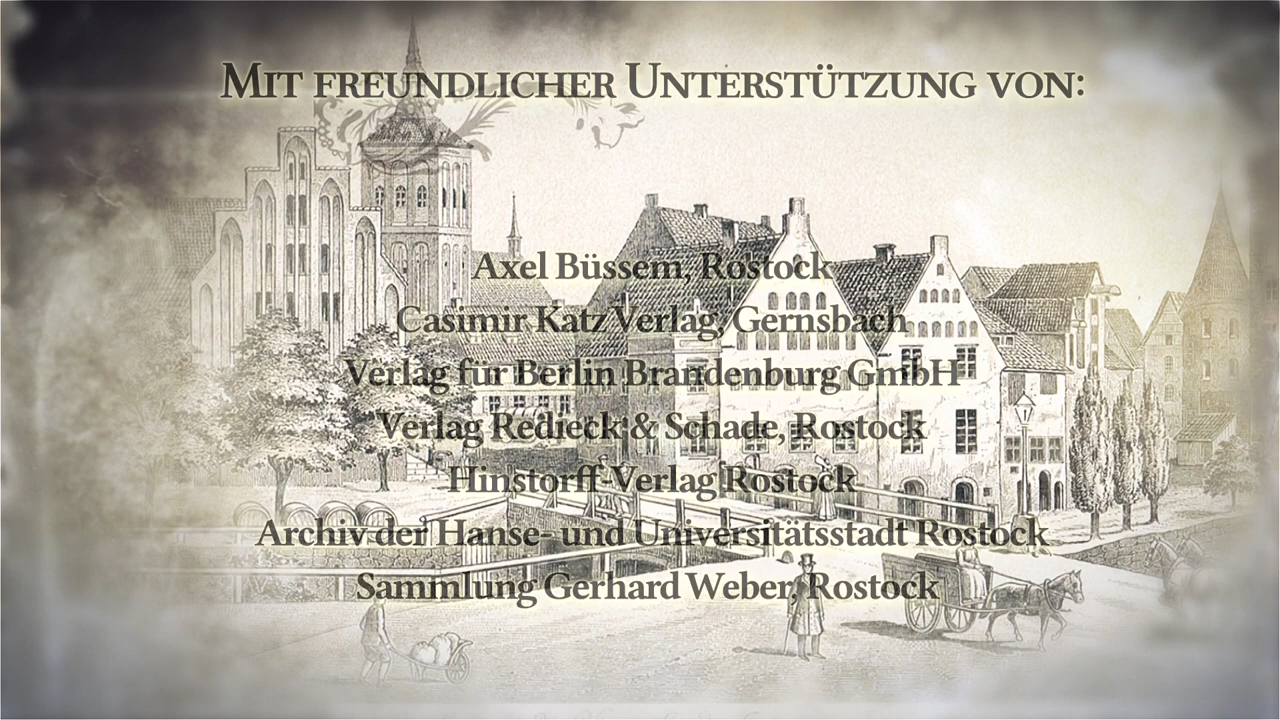 Mit freundlicher Unterstützung von:
Axel Büssem, Rostock
Casimir Katz Verlag, Gernsbach
Verlag für Berlin Brandenburg GmbH
Verlag Redieck & Schade, Rostock
Hinstorff-Verlag Rostock
Archiv der Hanse- und Universitätsstadt Rostock
Sammlung Gerhard Weber, Rostock